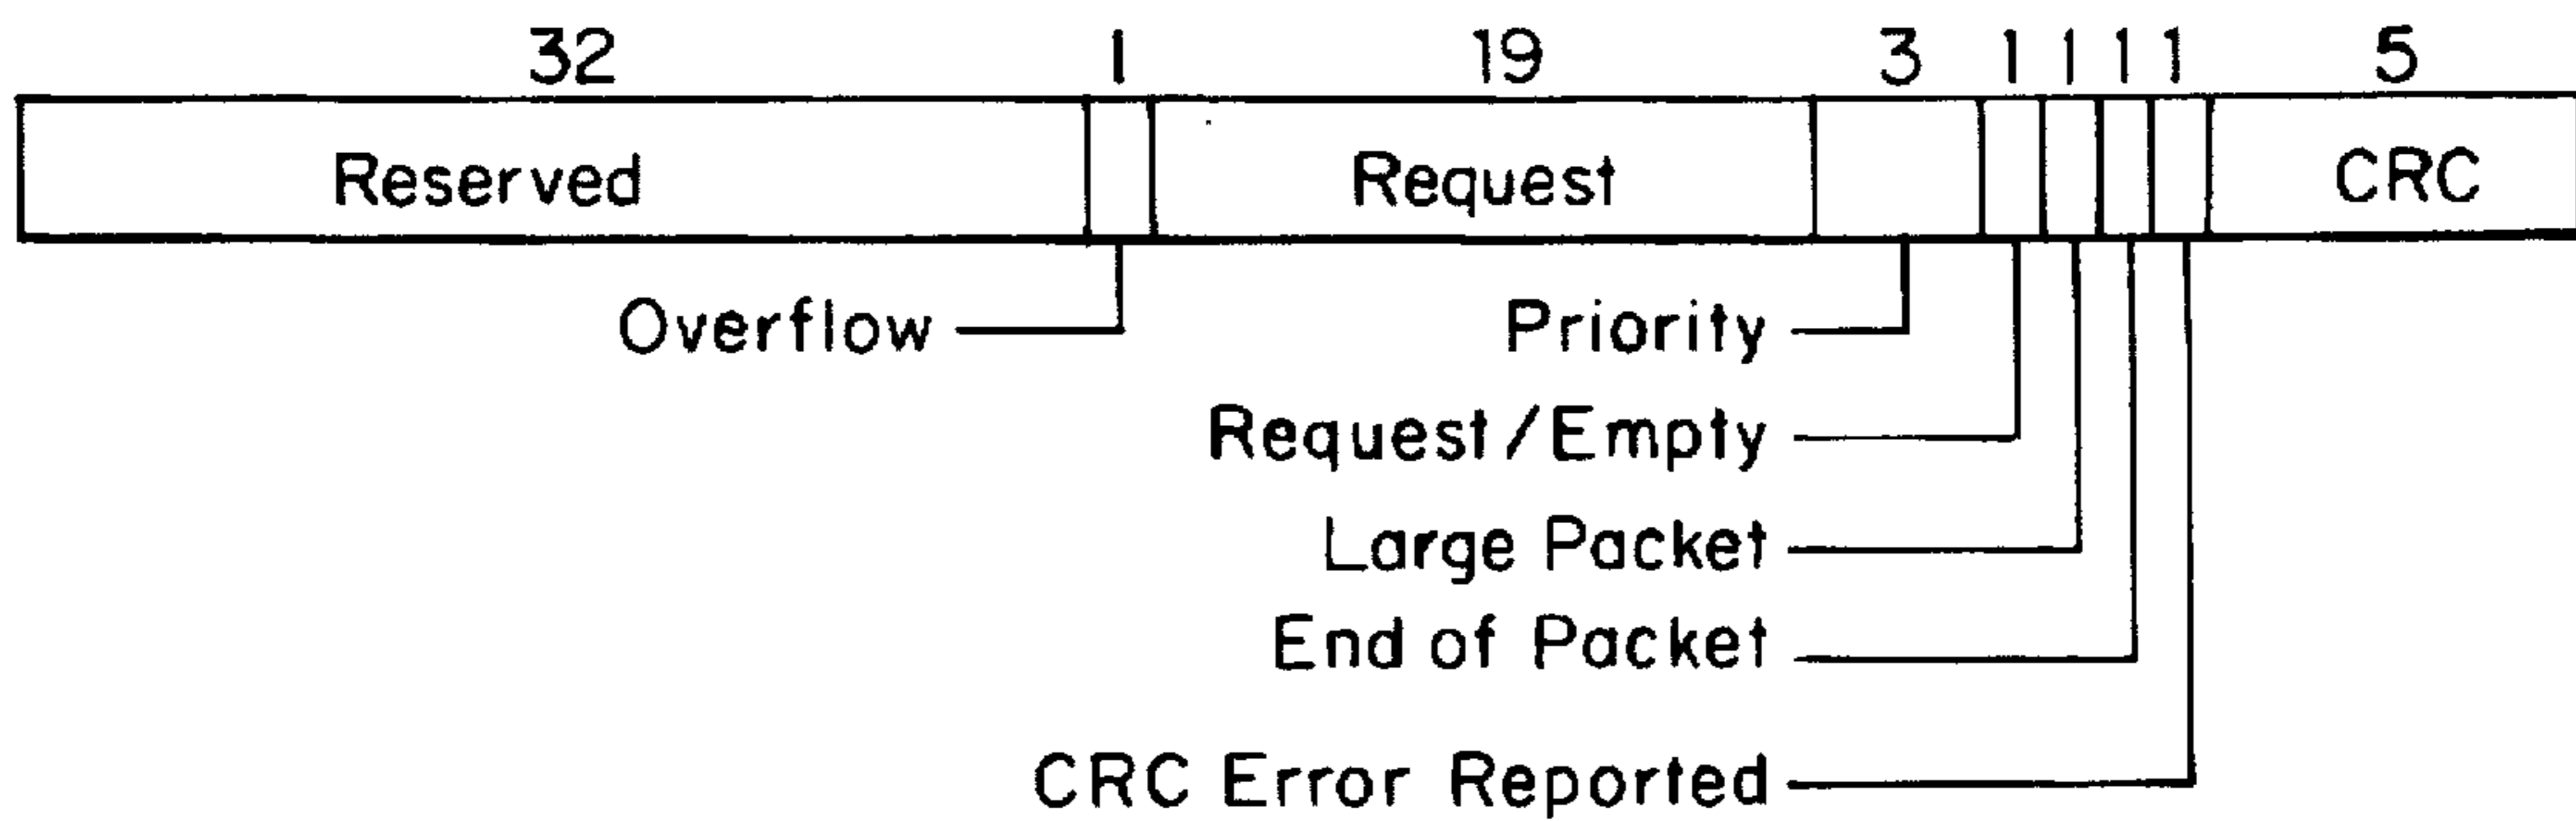 32 1 19 3 1 1 1 1 5
Reserved Request CRC
Overflow Priority
Request/Empty
Large Packet
End of Packet
CRC Error Reported